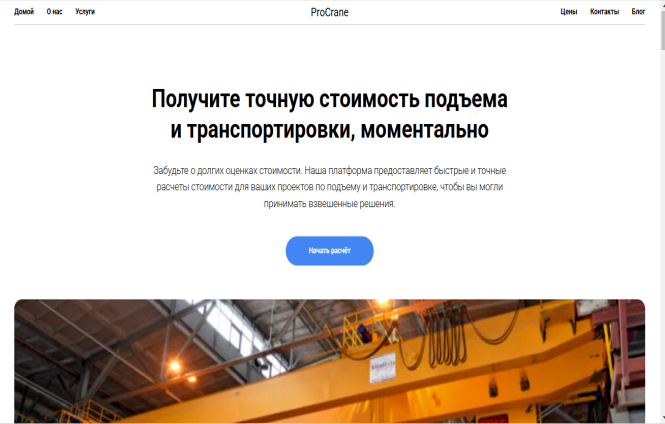 Домой О нас Услуги ProCrane Цены Контакты Блог
Получите точную стоимость подъема
и транспортировки, моментально
Забудьте о долгих оценках стоимости. Наша платформа предоставляет быстрые и точные
расчеты стоимости для ваших проектов по подъему и транспортировке, чтобы вы могли
принимать взвешенные решения.
Начать расчёт